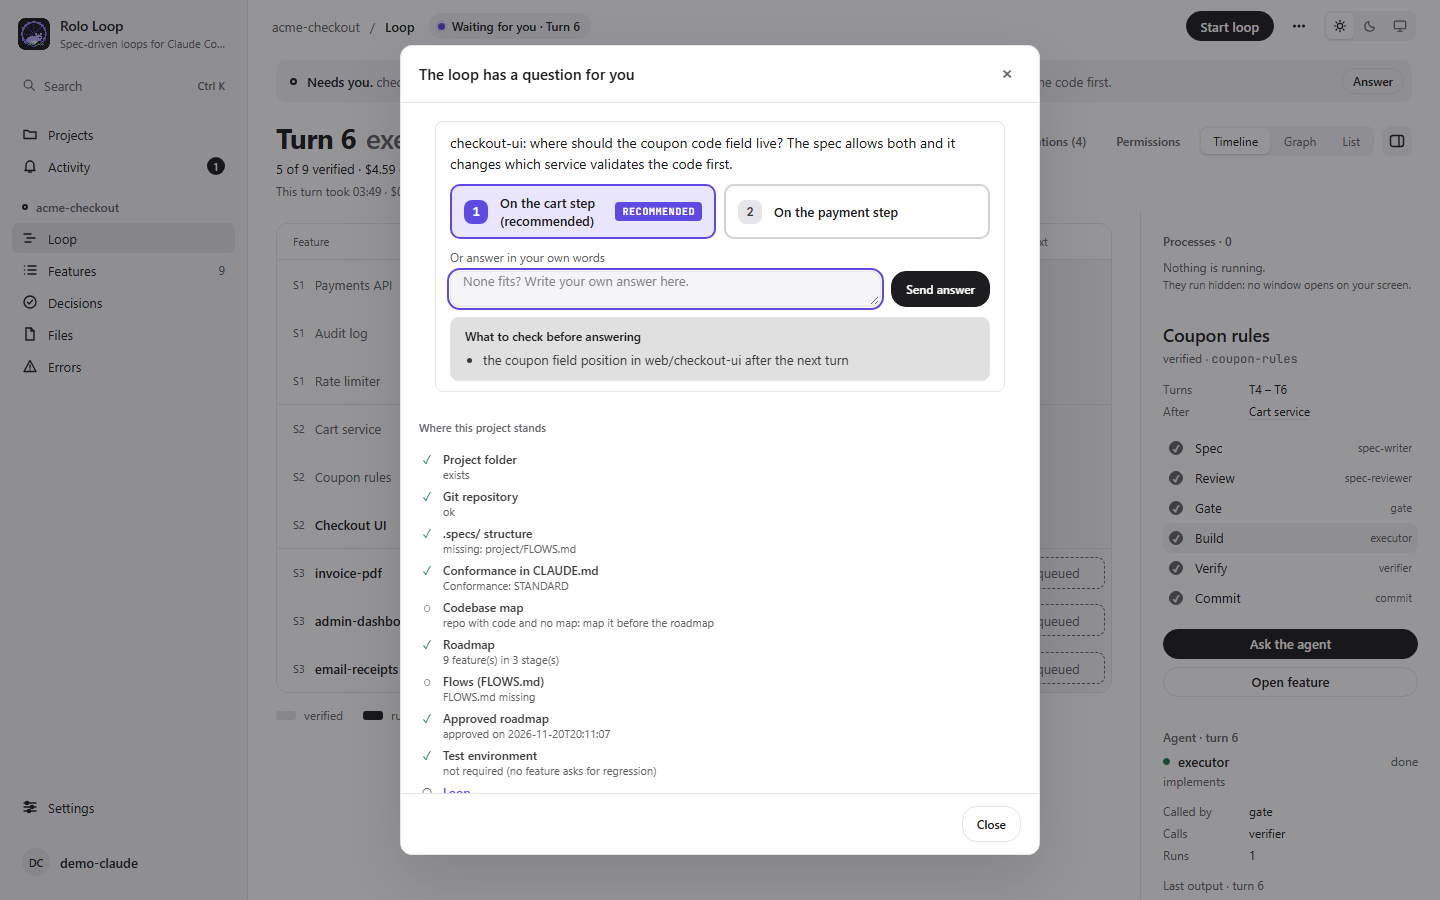 Rolo Loop
Spec-driven loops for Claude Co...
Search
Ctrl K
Projects
Activity
1
acme-checkout
Loop
Features
9
Decisions
Files
Errors
Settings
DC
demo-claude
acme-checkout / Loop
Waiting for you · Turn 6
Start loop
Needs you.
code first.
Answer
Turn 6
5 of 9 verified · $4.59
This turn took 03:49 ·
Permissions
Timeline
Graph
List
Feature
S1 Payments API
S1 Audit log
S1 Rate limiter
S2 Cart service
S2 Coupon rules
S2 Checkout UI
S3 invoice-pdf
queued
S3
queued
S3 email-receipts
queued
verified
The loop has a question for you
checkout-ui: where should the coupon code field live? The spec allows both and it
changes which service validates the code first.
1
On the cart step
(recommended)
RECOMMENDED
2
On the payment step
Or answer in your own words
None fits? Write your own answer here.
Send answer
What to check before answering
the coupon field position in web/checkout-ui after the next turn
Where this project stands
Project folder
exists
Git repository
ok
.specs/ structure
missing: project/FLOWS.md
Conformance in CLAUDE.md
Conformance: STANDARD
Codebase map
repo with code and no map: map it before the roadmap
Roadmap
9 feature(s) in 3 stage(s)
Flows (FLOWS.md)
FLOWS.md missing
Approved roadmap
approved on 2026-11-20T20:11:07
Test environment
not required (no feature asks for regression)
Loop
Close
Processes · 0
Nothing is running.
They run hidden: no window opens on your screen.
Coupon rules
verified · coupon-rules
Turns T4 – T6
After Cart service
Spec spec-writer
Review spec-reviewer
Gate gate
Build executor
Verify verifier
Commit commit
Ask the agent
Open feature
Agent · turn 6
executor done
implements
Called by gate
Calls verifier
Runs 1
Last output · turn 6